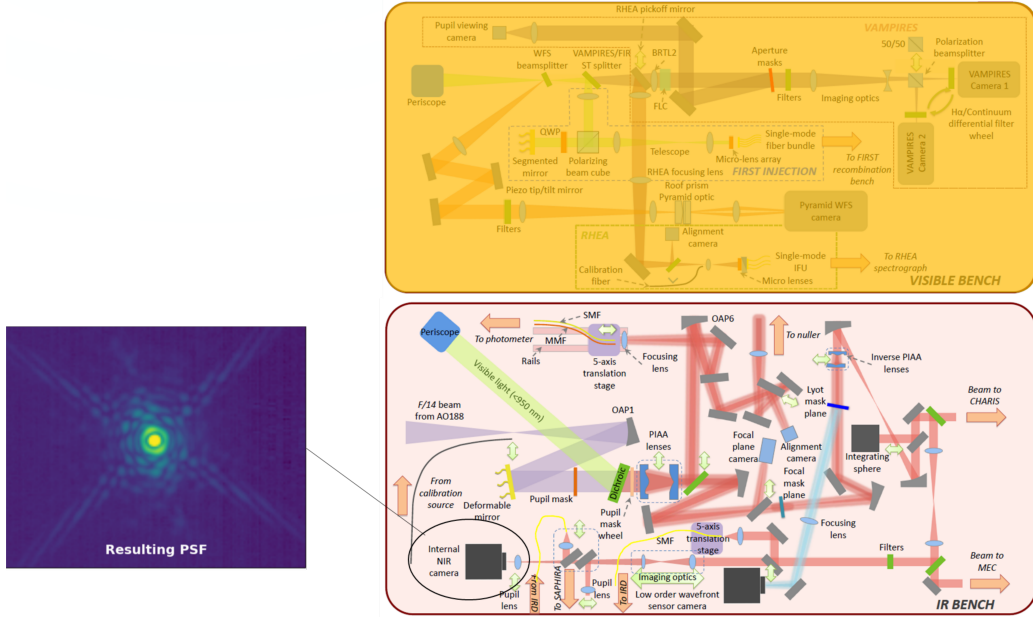 RHEA pickoff mirror
Pupil viewing
camera
VAMPIRES
50/50
Polarization
beamsplitter
WFS
beamsplitter
VAMPIRES/FIR
ST splitter
BRTL2
Aperture
masks
Periscope
FLC
Filters
Imaging optics
VAMPIRES
Camera 1
Hα/Continuum
differential filter
wheel
VAMPIRES
Camera 2
QWP
Segmented
mirror
Polarizing
beam cube
Telescope
Single-mode
fiber bundle
Micro-lens array
FIRST INJECTION
To FIRST
recombination
bench
Piezo tip/tilt mirror
RHEA focusing lens
Roof prism
Pyramid optic
Pyramid WFS
camera
Filters
RHEA
Alignment
camera
Single-mode
IFU
To RHEA
spectrograph
Calibration
fiber
Micro lenses
VISIBLE BENCH
Resulting PSF
Periscope
To photometer
SMF
MMF
Rails
5-axis
translation
stage
Focusing
lens
OAP6
To nuller
Inverse PIAA
lenses
Visible light (<950 nm)
F/14 beam
from AO188
OAP1
PIAA
lenses
Lyot
mask
plane
Beam to
CHARIS
Focal
plane
camera
Alignment
camera
Focal
mask
plane
Integrating
sphere
From
calibration
source
Deformable
mirror
Pupil mask
Dichroic
Pupil
mask
wheel
5-axis
translation
stage
SMF
Focusing
lens
Internal
NIR
camera
Pupil
lens
From IRD
To SAPHIRA
Pupil
lens
To IRD
Imaging optics
Low order wavefront
sensor camera
Filters
Beam to
MEC
IR BENCH